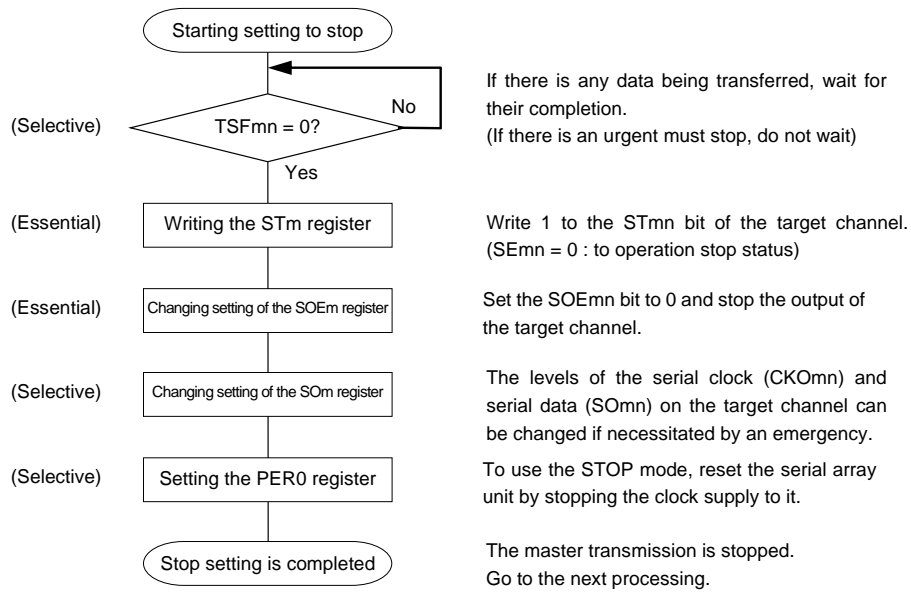 Starting setting to stop
If there is any data being transferred, wait for
their completion.
(If there is an urgent must stop, do not wait)
No
(Selective)
TSFmn = 0?
Yes
(Essential)
Writing the STm register
Write 1 to the STmn bit of the target channel.
(SEmn = 0 : to operation stop status)
(Essential)
Changing setting of the SOEm register
Set the SOEmn bit to 0 and stop the output of
the target channel.
(Selective)
Changing setting of the SOm register
The levels of the serial clock (CKOmn) and
serial data (SOmn) on the target channel can
be changed if necessitated by an emergency.
(Selective)
Setting the PER0 register
To use the STOP mode, reset the serial array
unit by stopping the clock supply to it.
Stop setting is completed
The master transmission is stopped.
Go to the next processing.